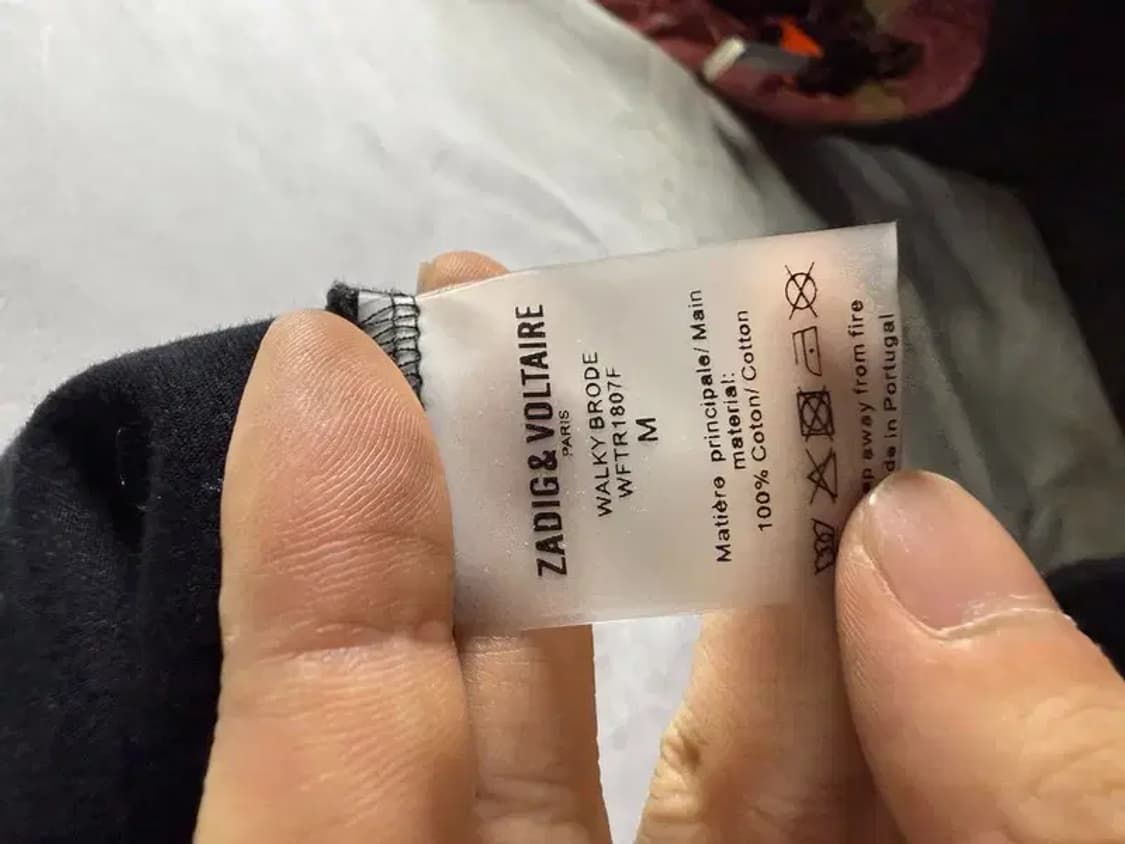 ZADIG & VOLTAIRE
PARIS
WALKY BRODE
WFTR1807F
M
Matière principale/ Main
material:
100% Coton/ Cotton
away from fire
in Portugal